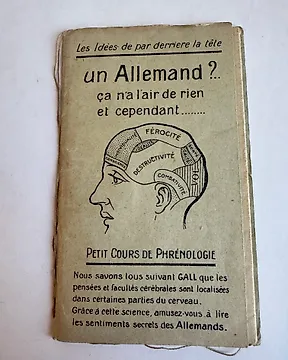 Les Idées de par derrière la tête
un Allemand ?..
ça n'a l'air de rien
et cependant........
FÉROCITÉ
DESTRUCTIVITÉ
COMBATIVITÉ
PETIT COURS DE PHRÉNOLOGIE
Nous savons tous suivant GALL que les
pensées et facultés cérébrales sont localisées
dans certaines parties du cerveau.
Grâce à cette science, amusez-vous à lire
les sentiments secrets des Allemands.